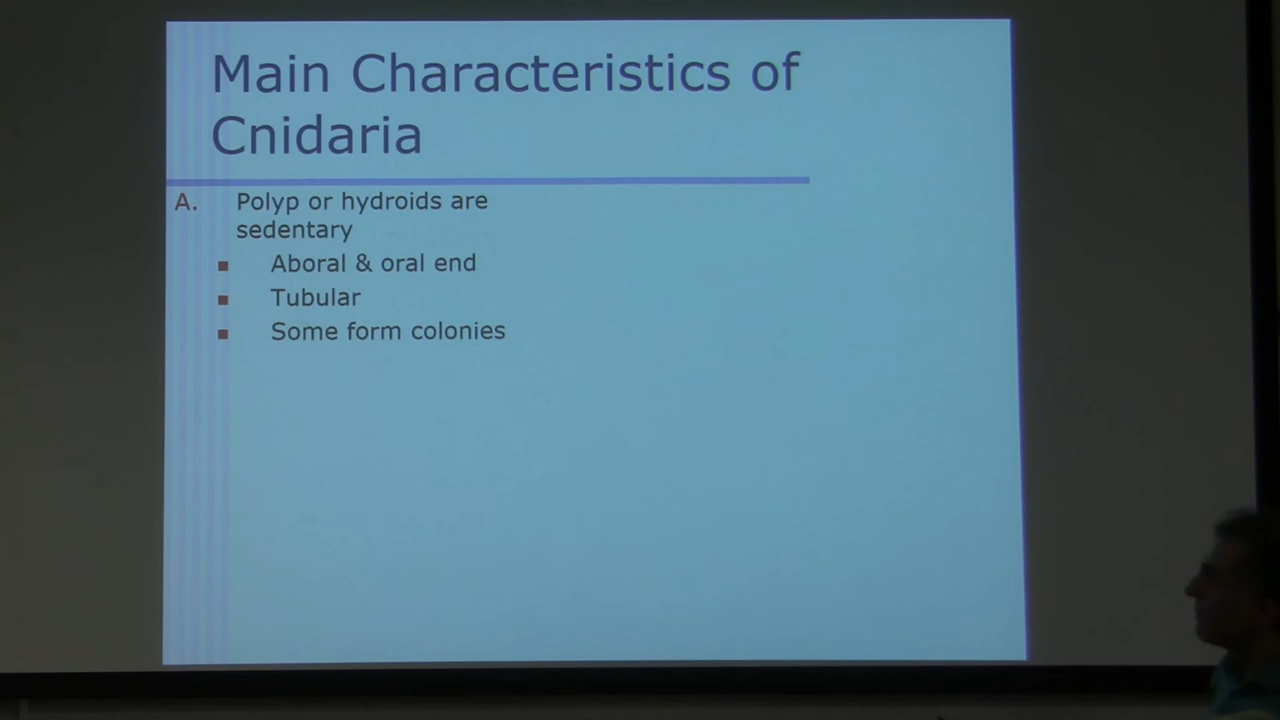 Main Characteristics of
Cnidaria
A. Polyp or hydroids are
sedentary
▪ Aboral & oral end
▪ Tubular
▪ Some form colonies